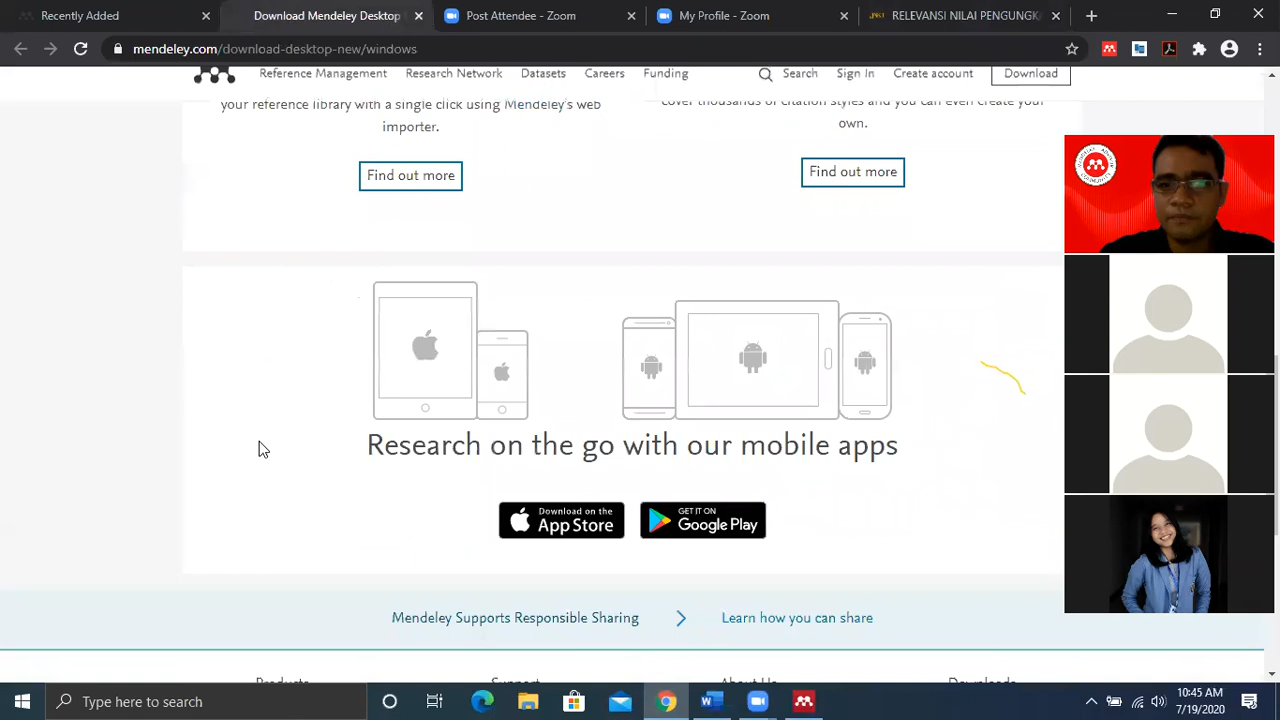 Recently Added
Download Mendeley Desktop
Post Attendee - Zoom
My Profile - Zoom
RELEVANSI NILAI PENGUNGK
mendeley.com/download-desktop-new/windows
Reference Management Research Network Datasets Careers Funding Search Sign In Create account Download
your reference library with a single click using Mendeley's web
importer.
Find out more
cover thousands of citation styles and you can even create your
own.
Find out more
Research on the go with our mobile apps
Download on the
App Store
GET IT ON
Google Play
Mendeley Supports Responsible Sharing
Learn how you can share
Products Support About Us Downloads
Type here to search
10:45 AM
7/19/2020